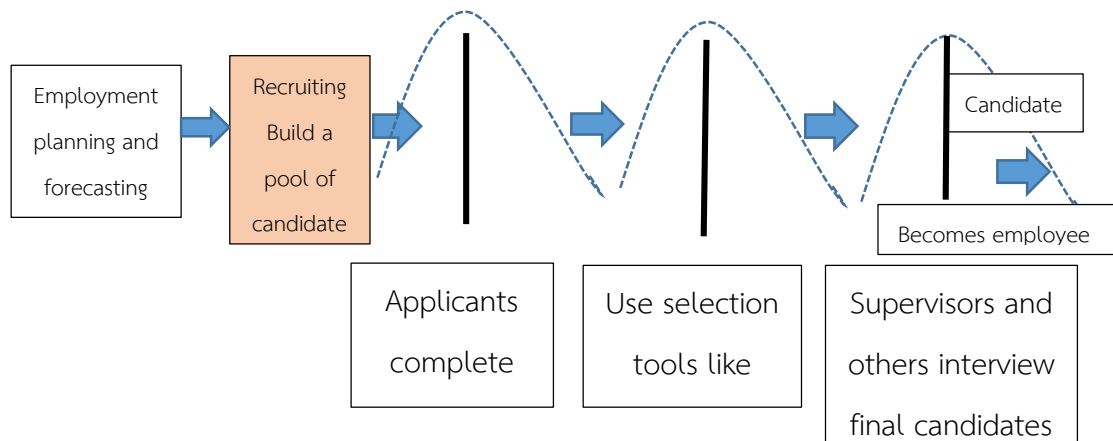 Employment
planning and
forecasting
Recruiting
Build a
pool of
candidate
Candidate
Becomes employee
Applicants
complete
Use selection
tools like
Supervisors and
others interview
final candidates